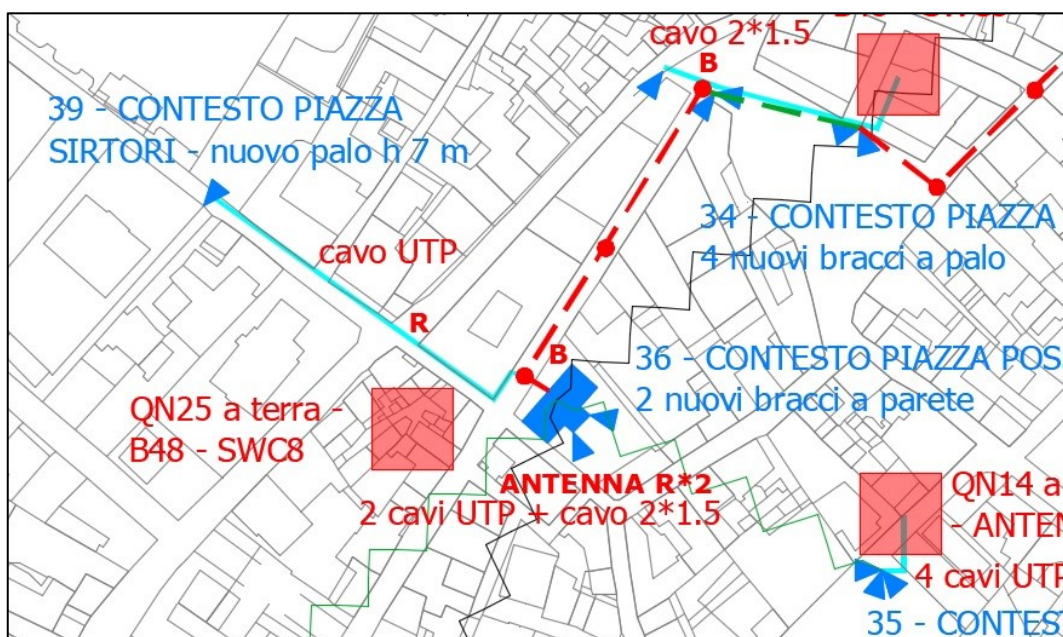 cavo 2*1.5
B
39 - CONTESTO PIAZZA
SIRTORI - nuovo palo h 7 m
34 - CONTESTO PIAZZA
4 nuovi bracci a palo
cavo UTP
R
B
36 - CONTESTO PIAZZA POS
2 nuovi bracci a parete
QN25 a terra -
B48 - SWC8
ANTENNA R*2
2 cavi UTP + cavo 2*1.5
QN14 a
- ANTE
4 cavi UTP
35 - CONTEST